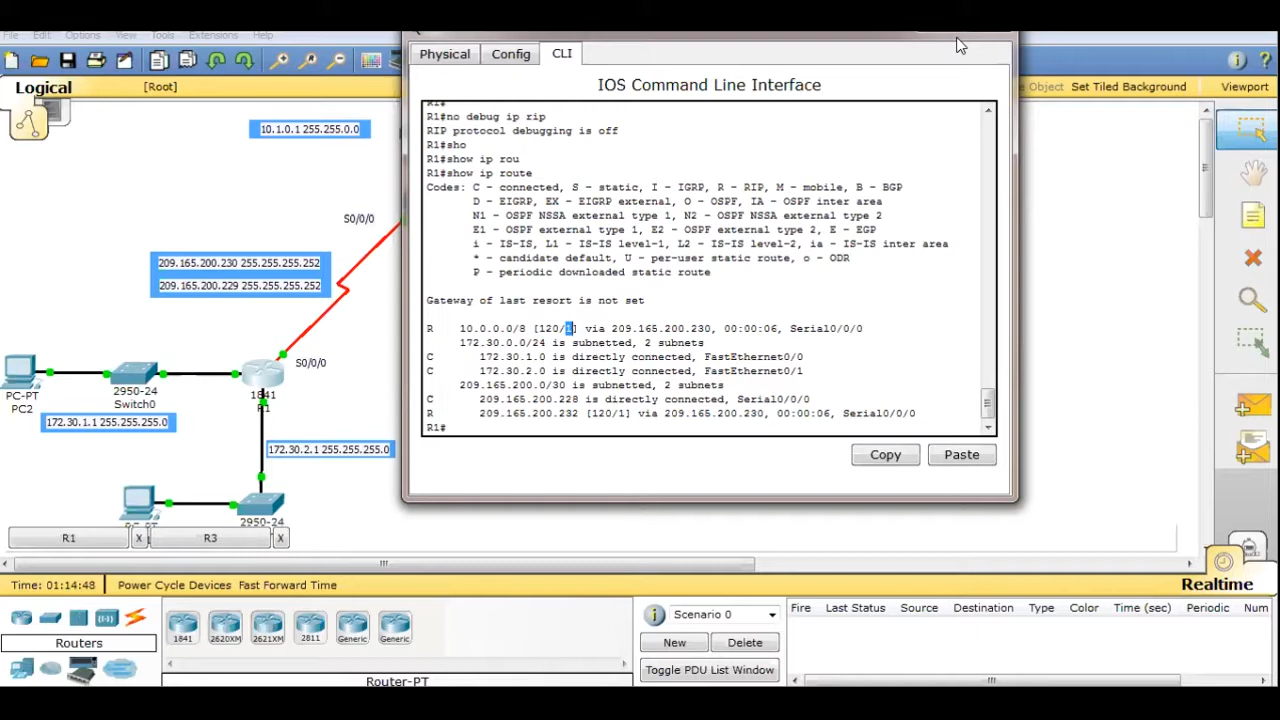 File Edit Options View Tools Extensions Help
Logical
[Root]
Set Tiled Background
Viewport
Physical
Config
CLI
IOS Command Line Interface
R1#
R1#no debug ip rip
RIP protocol debugging is off
R1#sho
R1#show ip rou
R1#show ip route
Codes: C - connected, S - static, I - IGRP, R - RIP, M - mobile, B - BGP
D - EIGRP, EX - EIGRP external, O - OSPF, IA - OSPF inter area
N1 - OSPF NSSA external type 1, N2 - OSPF NSSA external type 2
E1 - OSPF external type 1, E2 - OSPF external type 2, E - EGP
i - IS-IS, L1 - IS-IS level-1, L2 - IS-IS level-2, ia - IS-IS inter area
* - candidate default, U - per-user static route, o - ODR
P - periodic downloaded static route
Gateway of last resort is not set
R 10.0.0.0/8 [120/1] via 209.165.200.230, 00:00:06, Serial0/0/0
172.30.0.0/24 is subnetted, 2 subnets
C 172.30.1.0 is directly connected, FastEthernet0/0
C 172.30.2.0 is directly connected, FastEthernet0/1
209.165.200.0/30 is subnetted, 2 subnets
C 209.165.200.228 is directly connected, Serial0/0/0
R 209.165.200.232 [120/1] via 209.165.200.230, 00:00:06, Serial0/0/0
R1#
Copy
Paste
10.1.0.1 255.255.0.0
S0/0/0
209.165.200.230 255.255.255.252
209.165.200.229 255.255.255.252
S0/0/0
PC-PT
PC2
2950-24
Switch0
1841
R1
172.30.1.1 255.255.255.0
172.30.2.1 255.255.255.0
2950-24
R1
X
R3
X
Time: 01:14:48
Power Cycle Devices
Fast Forward Time
Realtime
Routers
1841
2620XM
2621XM
2811
Generic
Generic
Router-PT
Scenario 0
New
Delete
Toggle PDU List Window
Fire
Last Status
Source
Destination
Type
Color
Time (sec)
Periodic
Num